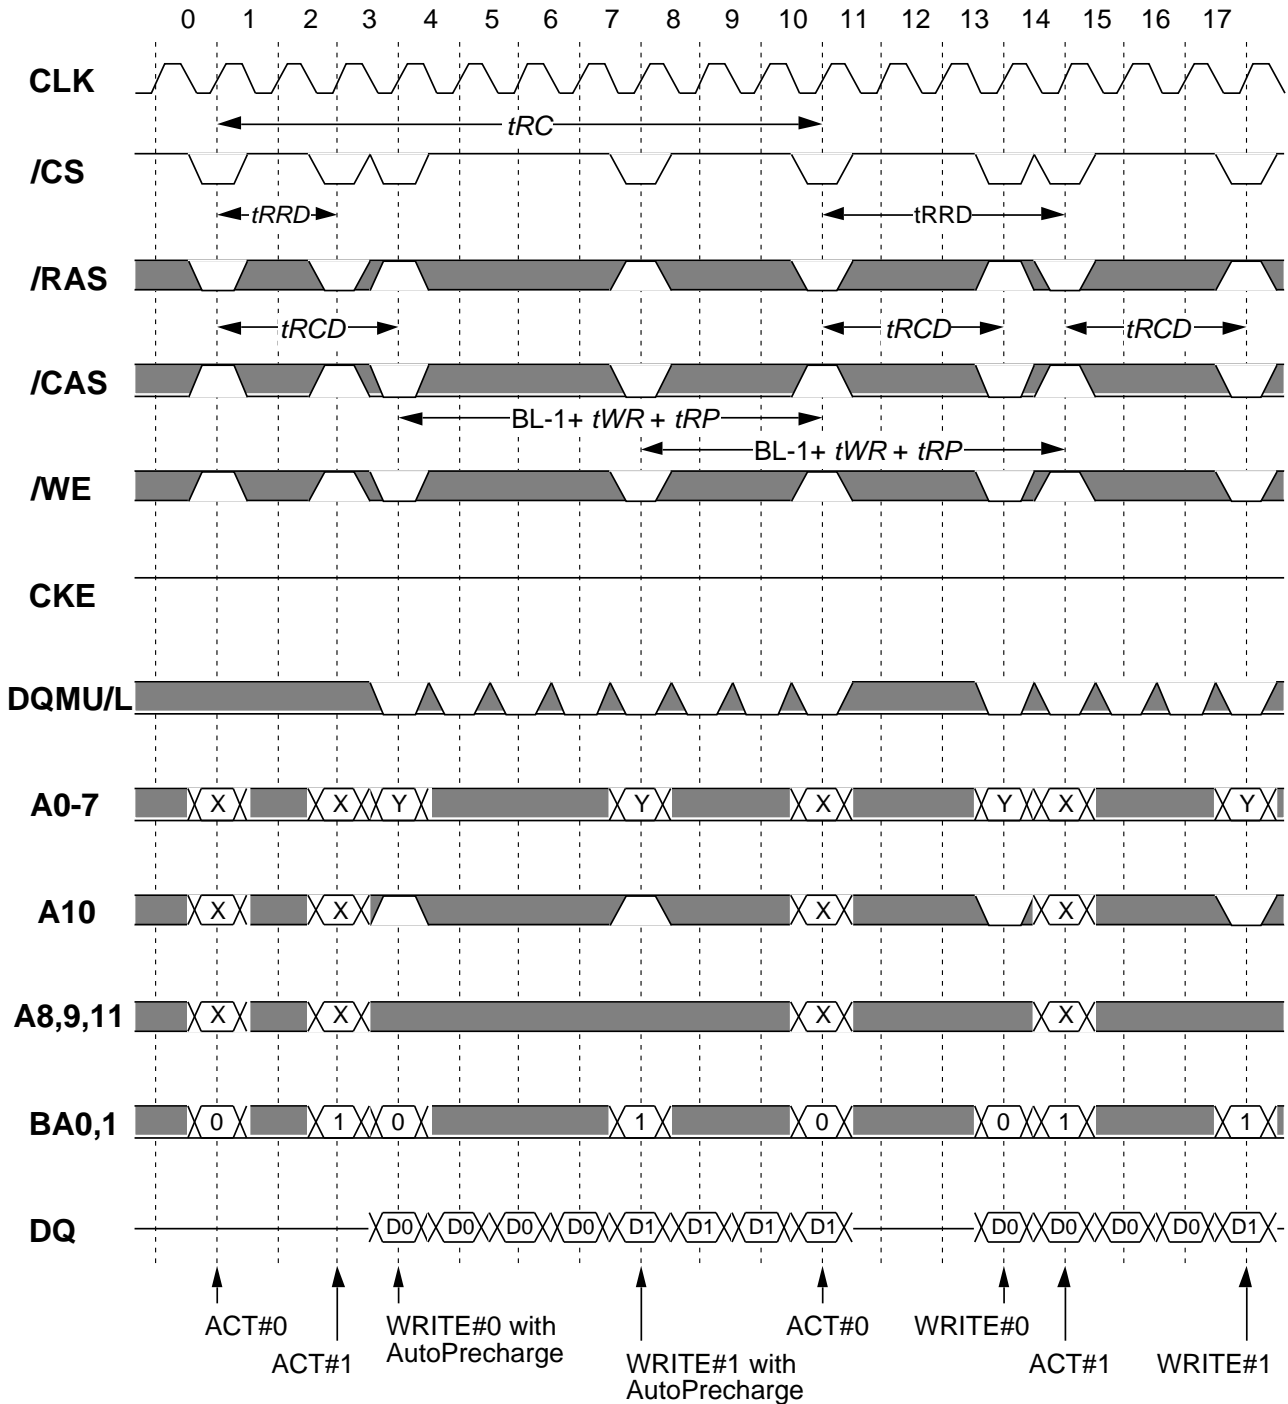 0 1 2 3 4 5 6 7 8 9 10 11 12 13 14 15 16 17
CLK
tRC
/CS
tRRD tRRD
/RAS
tRCD tRCD tRCD
/CAS
BL-1+ tWR + tRP
BL-1+ tWR + tRP
/WE
CKE
DQMU/L
A0-7 X X Y Y X Y X Y
A10 X X X X
A8,9,11 X X X X
BA0,1 0 1 0 1 0 0 1 1
DQ D0 D0 D0 D0 D1 D1 D1 D1 D0 D0 D0 D0 D1
ACT#0 WRITE#0 with ACT#0 WRITE#0
AutoPrecharge
ACT#1 WRITE#1 with ACT#1 WRITE#1
AutoPrecharge